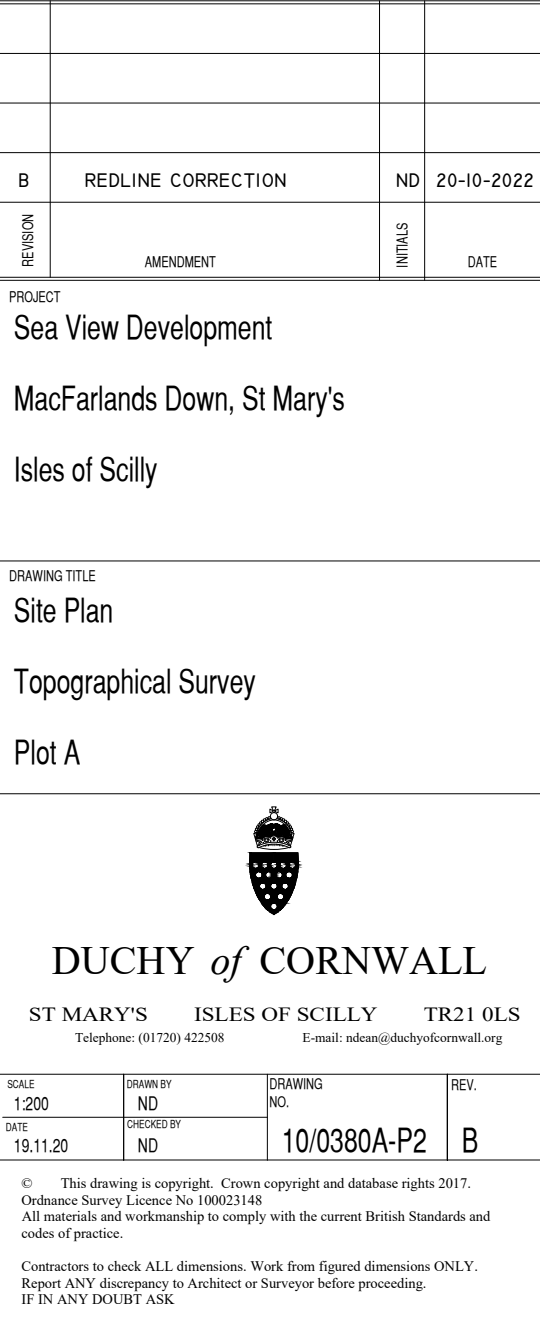 B REDLINE CORRECTION ND 20-10-2022
REVISION AMENDMENT INITIALS DATE
PROJECT
Sea View Development
MacFarlands Down, St Mary's
Isles of Scilly
DRAWING TITLE
Site Plan
Topographical Survey
Plot A
DUCHY of CORNWALL
ST MARY'S ISLES OF SCILLY TR21 0LS
Telephone: (01720) 422508 E-mail: ndean@duchyofcornwall.org
SCALE
1:200
DRAWN BY
ND
DATE
19.11.20
CHECKED BY
ND
DRAWING
NO.
10/0380A-P2
REV.
B
© This drawing is copyright. Crown copyright and database rights 2017.
Ordnance Survey Licence No 100023148
All materials and workmanship to comply with the current British Standards and
codes of practice.
Contractors to check ALL dimensions. Work from figured dimensions ONLY.
Report ANY discrepancy to Architect or Surveyor before proceeding.
IF IN ANY DOUBT ASK